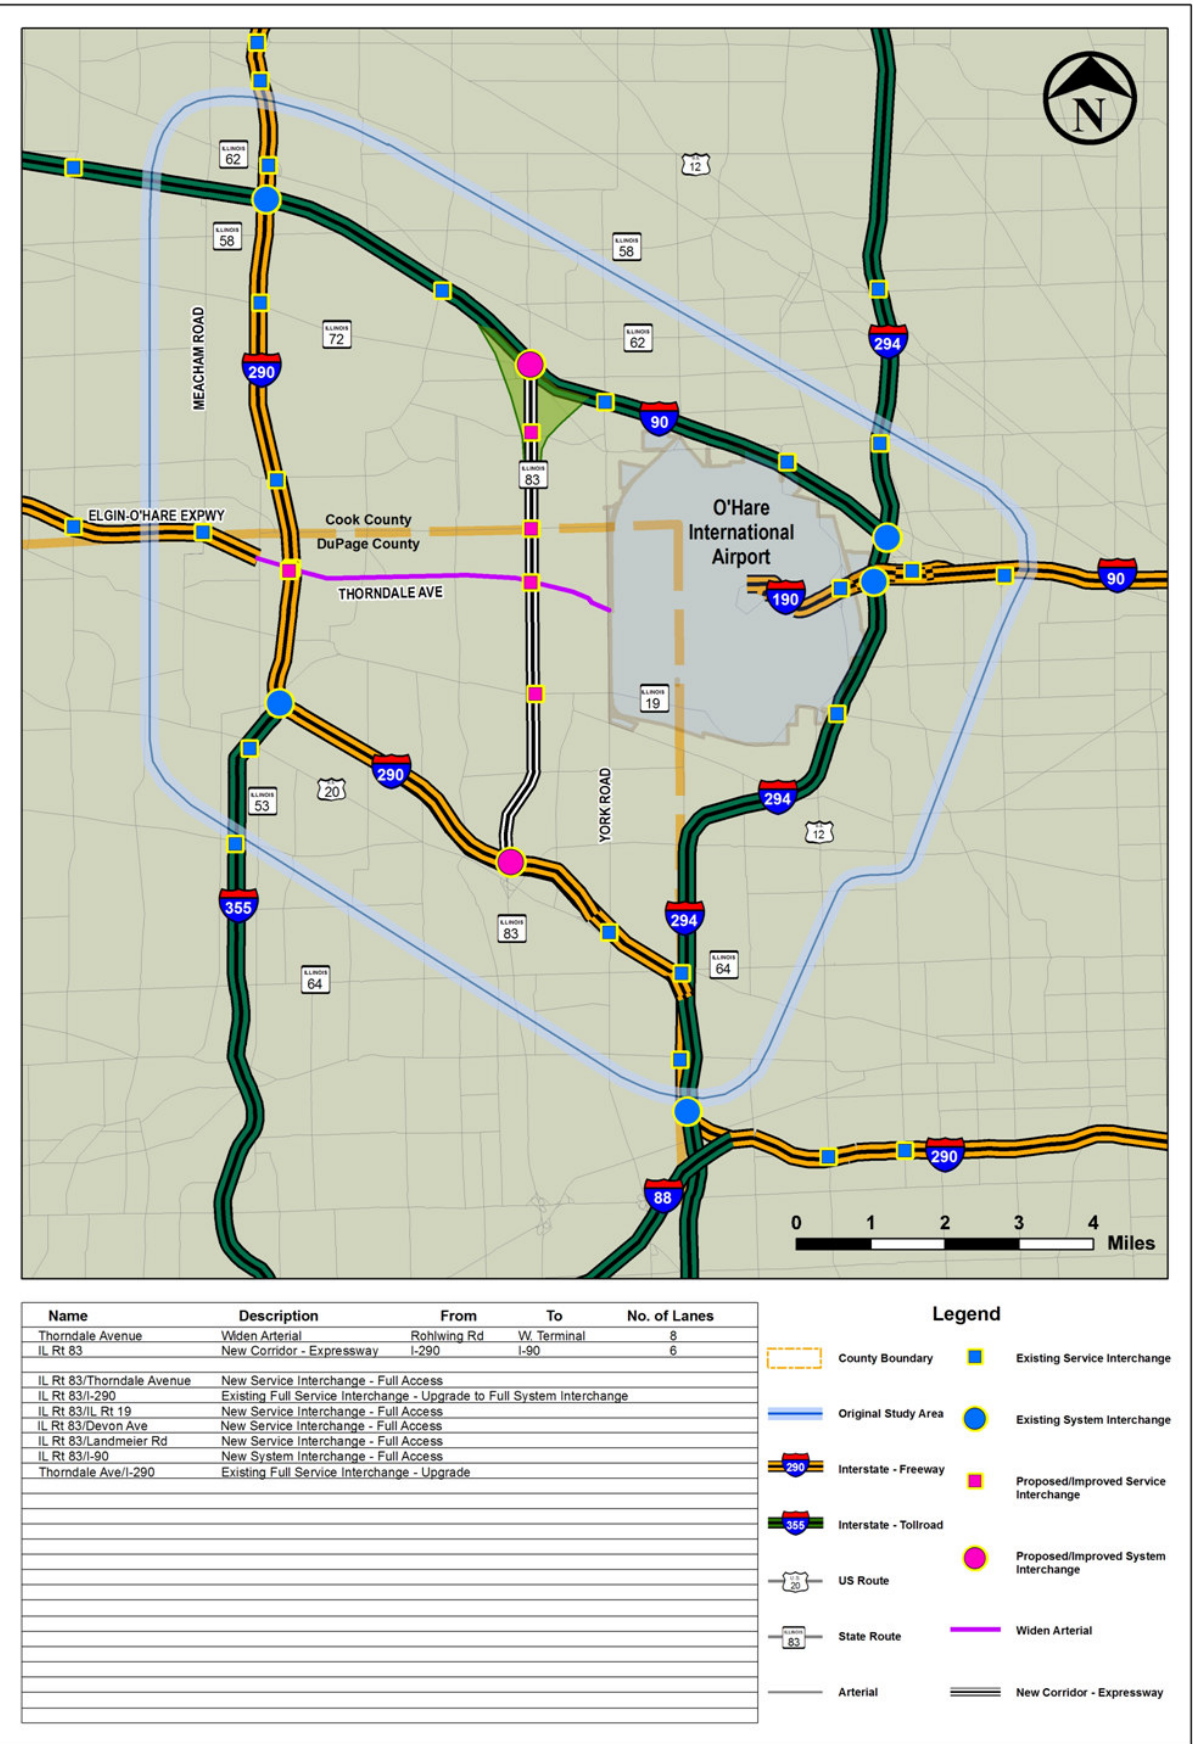 N
ILLINOIS
62
U.S.
12
ILLINOIS
58
ILLINOIS
58
ILLINOIS
72
ILLINOIS
62
MEACHAM ROAD
290
294
90
ILLINOIS
83
O'Hare
International
Airport
ELGIN-O'HARE EXPWY
Cook County
DuPage County
THORNDALE AVE
190
90
ILLINOIS
19
290
U.S.
20
ILLINOIS
53
YORK ROAD
294
U.S.
12
355
294
ILLINOIS
83
ILLINOIS
64
ILLINOIS
64
290
88
0 1 2 3 4
Miles
Name Description From To No. of Lanes
Thorndale Avenue Widen Arterial Rohlwing Rd W. Terminal 8
IL Rt 83 New Corridor - Expressway I-290 I-90 6
IL Rt 83/Thorndale Avenue New Service Interchange - Full Access
IL Rt 83/I-290 Existing Full Service Interchange - Upgrade to Full System Interchange
IL Rt 83/IL Rt 19 New Service Interchange - Full Access
IL Rt 83/Devon Ave New Service Interchange - Full Access
IL Rt 83/Landmeier Rd New Service Interchange - Full Access
IL Rt 83/I-90 New System Interchange - Full Access
Thorndale Ave/I-290 Existing Full Service Interchange - Upgrade
Legend
County Boundary
Existing Service Interchange
Original Study Area
Existing System Interchange
290
Interstate - Freeway
Proposed/Improved Service
Interchange
355
Interstate - Tollroad
Proposed/Improved System
Interchange
U S
20
US Route
ILLINOIS
83
State Route
Widen Arterial
Arterial
New Corridor - Expressway